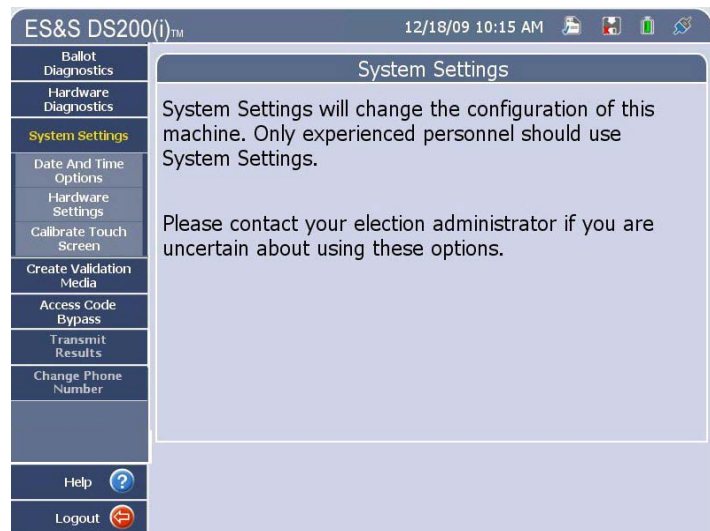 ES&S DS200(i)TM
12/18/09 10:15 AM
Ballot
Diagnostics
Hardware
Diagnostics
System Settings
Date And Time
Options
Hardware
Settings
Calibrate Touch
Screen
Create Validation
Media
Access Code
Bypass
Transmit
Results
Change Phone
Number
Help ?
Logout
System Settings
System Settings will change the configuration of this
machine. Only experienced personnel should use
System Settings.
Please contact your election administrator if you are
uncertain about using these options.